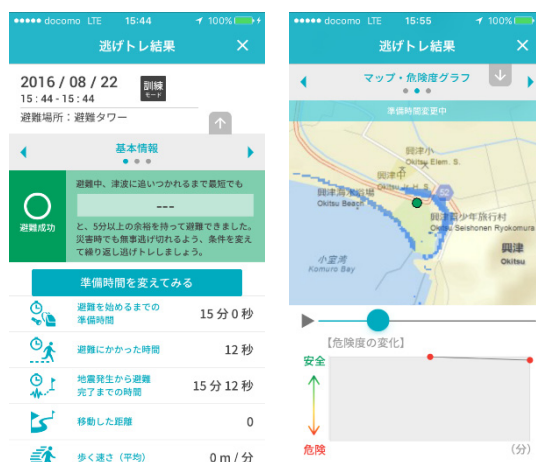 docomo LTE 15:44 100%
逃げトレ結果 ×
2016 / 08 / 22
15：44 - 15：44
訓練
モード
避難場所：避難タワー
基本情報
避難成功
避難中、津波に追いつかれるまで最短でも
---
と、5分以上の余裕を持って避難できました。
災害時でも無事逃げ切れるよう、条件を変え
て繰り返し逃げトレしましょう。
準備時間を変えてみる
避難を始めるまでの
準備時間
15 分 0 秒
避難にかかった時間
12 秒
地震発生から避難
完了までの時間
15 分 12 秒
移動した距離
0
歩く速さ（平均）
0 m / 分
docomo LTE 15:55 100%
逃げトレ結果 ×
マップ・危険度グラフ
準備時間変更中
興津小
Okitsu Elem. S.
興津中
Okitsu Jr. H. S.
興津海水浴場
Okitsu Beach
興津青少年旅行村
Seishonen Ryokomura
興津
Okitsu
小室湾
Komuro Bay
【危険度の変化】
安全
危険
（分）